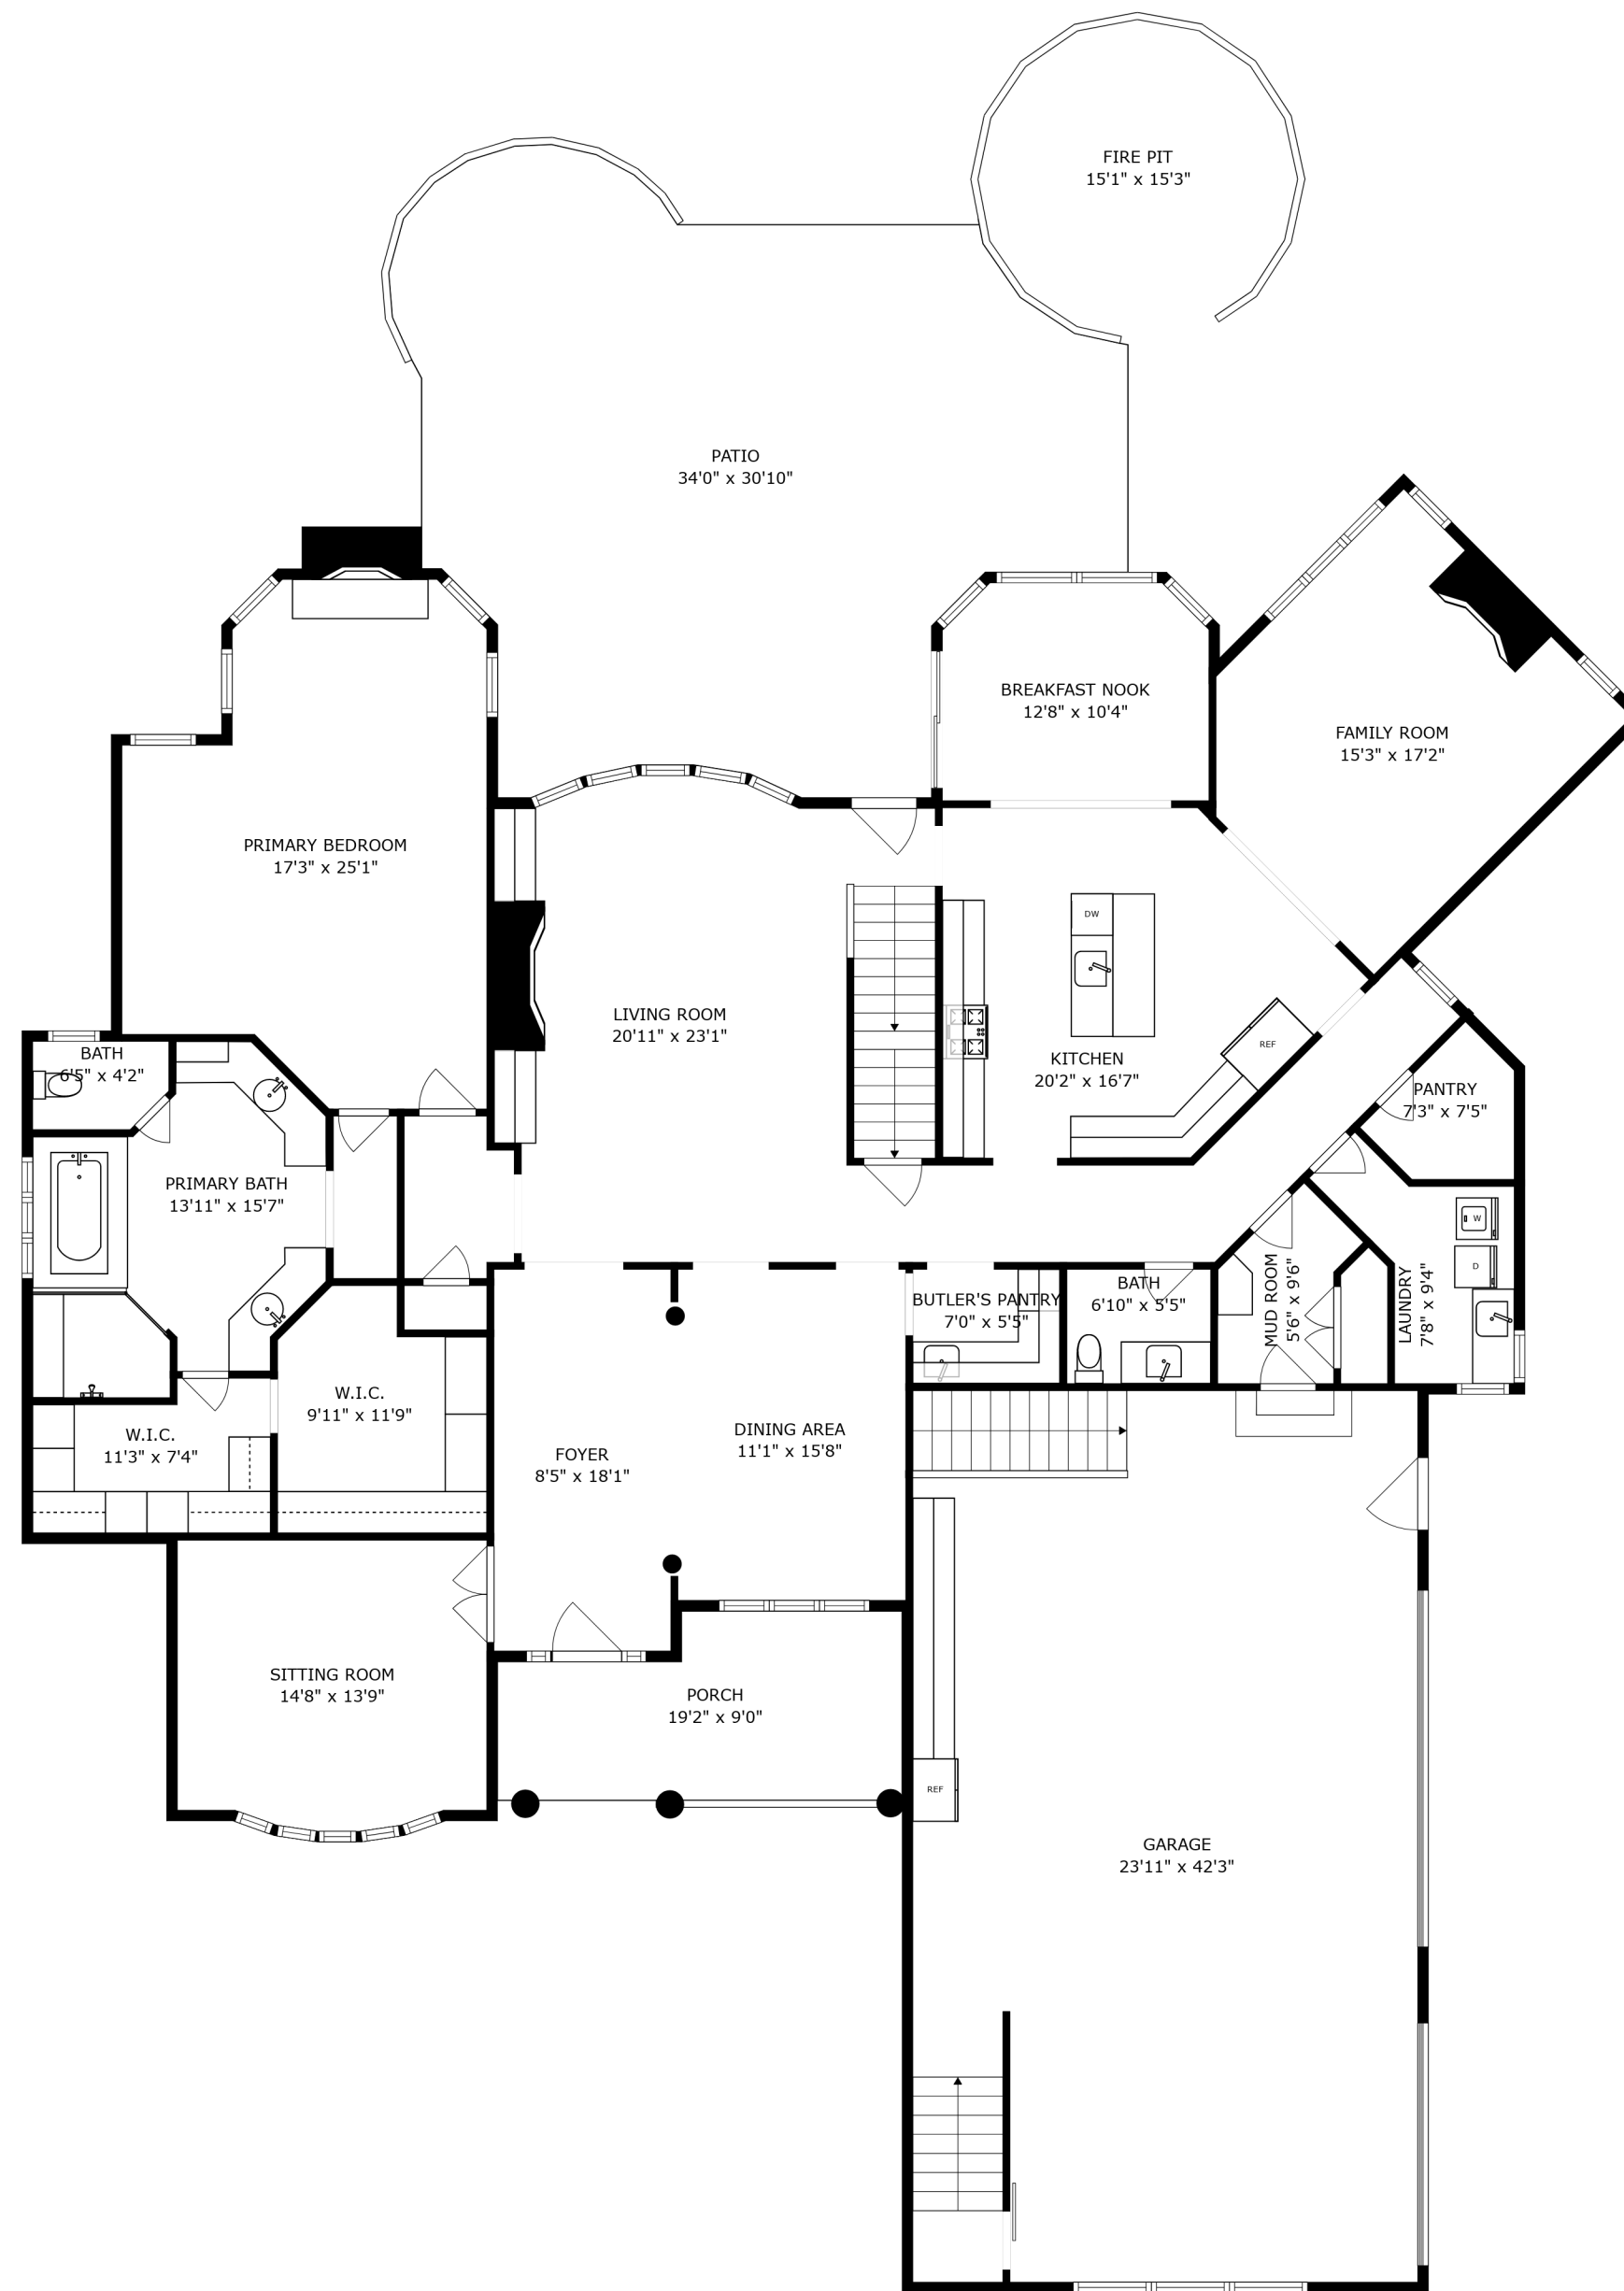 FIRE PIT
15'1" x 15'3"
PATIO
34'0" x 30'10"
BREAKFAST NOOK
12'8" x 10'4"
FAMILY ROOM
15'3" x 17'2"
PRIMARY BEDROOM
17'3" x 25'1"
DW
LIVING ROOM
20'11" x 23'1"
REF
KITCHEN
20'2" x 16'7"
BATH
6'5" x 4'2"
PANTRY
7'3" x 7'5"
PRIMARY BATH
13'11" x 15'7"
W
D
BUTLER'S PANTRY
7'0" x 5'5"
BATH
6'10" x 5'5"
MUD ROOM
5'6" x 9'6"
LAUNDRY
7'8" x 9'4"
W.I.C.
9'11" x 11'9"
W.I.C.
11'3" x 7'4"
FOYER
8'5" x 18'1"
DINING AREA
11'1" x 15'8"
SITTING ROOM
14'8" x 13'9"
PORCH
19'2" x 9'0"
REF
GARAGE
23'11" x 42'3"